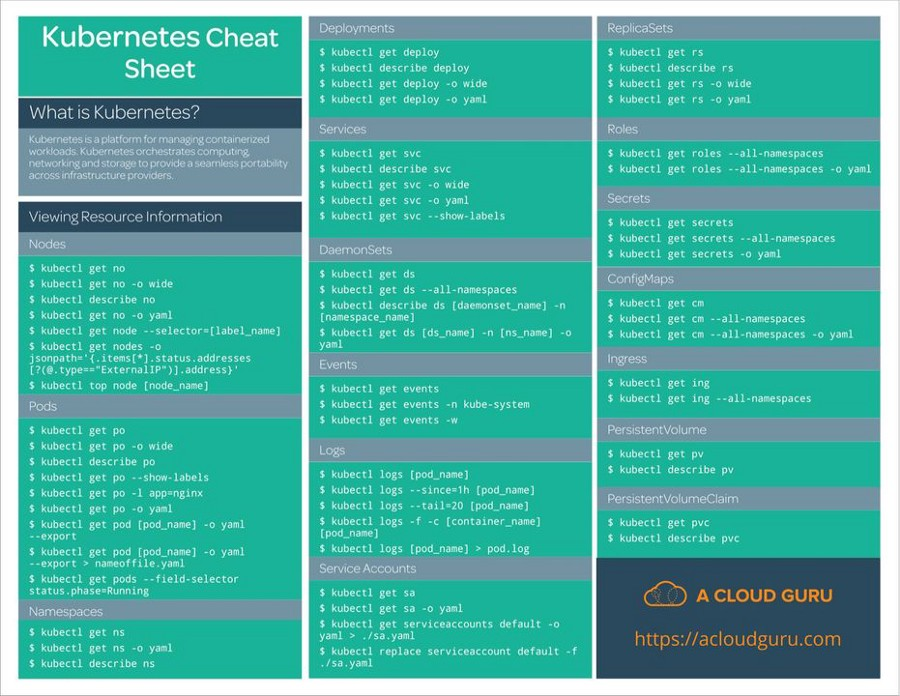 Kubernetes Cheat
Sheet
What is Kubernetes?
Kubernetes is a platform for managing containerized
workloads. Kubernetes orchestrates computing,
networking and storage to provide a seamless portability
across infrastructure providers.
Viewing Resource Information
Nodes
$ kubectl get no
$ kubectl get no -o wide
$ kubectl describe no
$ kubectl get no -o yaml
$ kubectl get node --selector=[label_name]
$ kubectl get nodes -o
jsonpath='{.items[*].status.addresses
[?(@.type=="ExternalIP")].address}'
$ kubectl top node [node_name]
Pods
$ kubectl get po
$ kubectl get po -o wide
$ kubectl describe po
$ kubectl get po --show-labels
$ kubectl get po -l app=nginx
$ kubectl get po -o yaml
$ kubectl get pod [pod_name] -o yaml
--export
$ kubectl get pod [pod_name] -o yaml
--export > nameoffile.yaml
$ kubectl get pods --field-selector
status.phase=Running
Namespaces
$ kubectl get ns
$ kubectl get ns -o yaml
$ kubectl describe ns
Deployments
$ kubectl get deploy
$ kubectl describe deploy
$ kubectl get deploy -o wide
$ kubectl get deploy -o yaml
Services
$ kubectl get svc
$ kubectl describe svc
$ kubectl get svc -o wide
$ kubectl get svc -o yaml
$ kubectl get svc --show-labels
DaemonSets
$ kubectl get ds
$ kubectl get ds --all-namespaces
$ kubectl describe ds [daemonset_name] -n
[namespace_name]
$ kubectl get ds [ds_name] -n [ns_name] -o
yaml
Events
$ kubectl get events
$ kubectl get events -n kube-system
$ kubectl get events -w
Logs
$ kubectl logs [pod_name]
$ kubectl logs --since=1h [pod_name]
$ kubectl logs --tail=20 [pod_name]
$ kubectl logs -f -c [container_name]
[pod_name]
$ kubectl logs [pod_name] > pod.log
Service Accounts
$ kubectl get sa
$ kubectl get sa -o yaml
$ kubectl get serviceaccounts default -o
yaml > ./sa.yaml
$ kubectl replace serviceaccount default -f
./sa.yaml
ReplicaSets
$ kubectl get rs
$ kubectl describe rs
$ kubectl get rs -o wide
$ kubectl get rs -o yaml
Roles
$ kubectl get roles --all-namespaces
$ kubectl get roles --all-namespaces -o yaml
Secrets
$ kubectl get secrets
$ kubectl get secrets --all-namespaces
$ kubectl get secrets -o yaml
ConfigMaps
$ kubectl get cm
$ kubectl get cm --all-namespaces
$ kubectl get cm --all-namespaces -o yaml
Ingress
$ kubectl get ing
$ kubectl get ing --all-namespaces
PersistentVolume
$ kubectl get pv
$ kubectl describe pv
PersistentVolumeClaim
$ kubectl get pvc
$ kubectl describe pvc
A CLOUD GURU
https://acloudguru.com